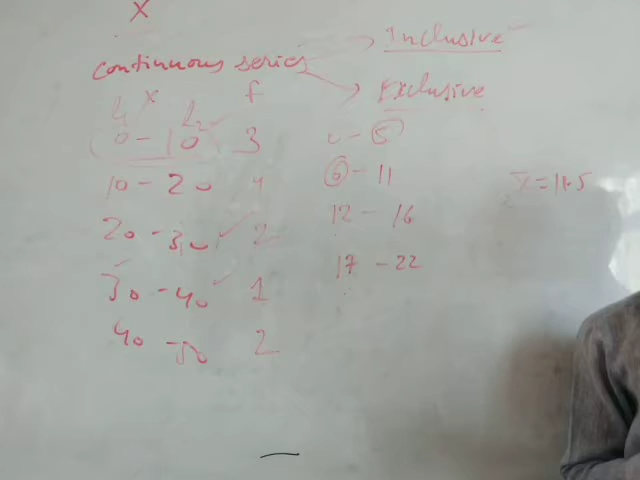 X
Inclusive
continuous series
Exclusive
L1 x L2 f
0 - 10 3
10 - 20 4
20 - 30 2
30 - 40 1
40 - 50 2
0 - 5
6 - 11
12 - 16
17 - 22
= 11.5